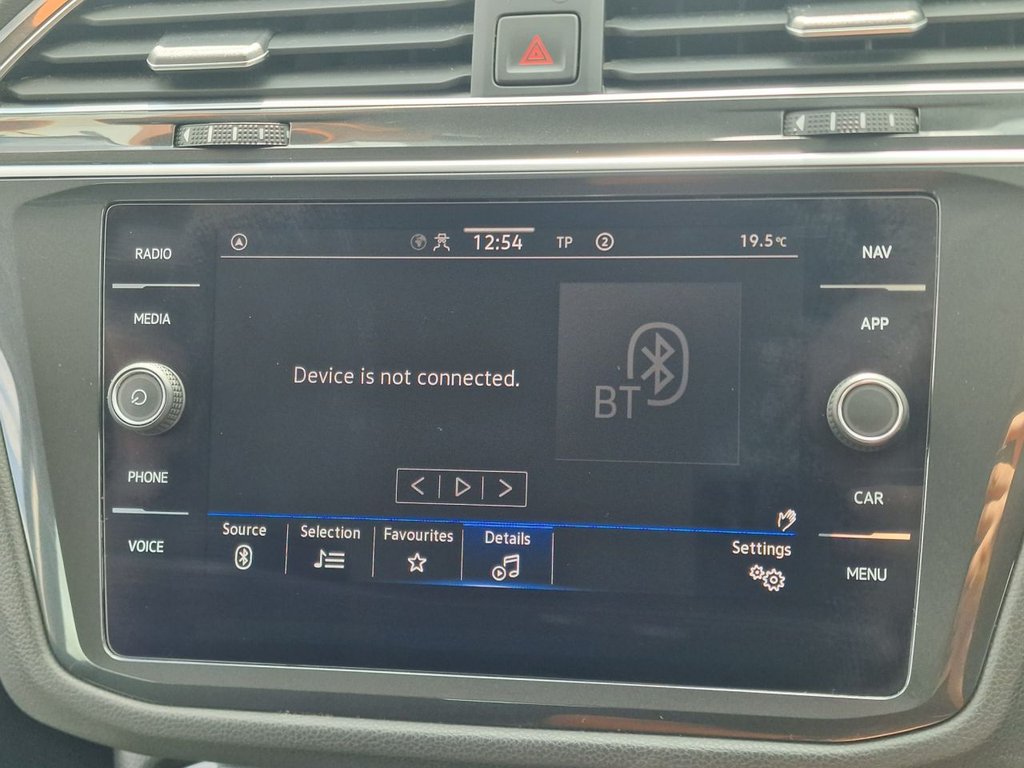 RADIO
MEDIA
PHONE
VOICE
12:54 TP 2 19.5°C
Device is not connected.
BT
Source
Selection
Favourites
Details
Settings
NAV
APP
CAR
MENU